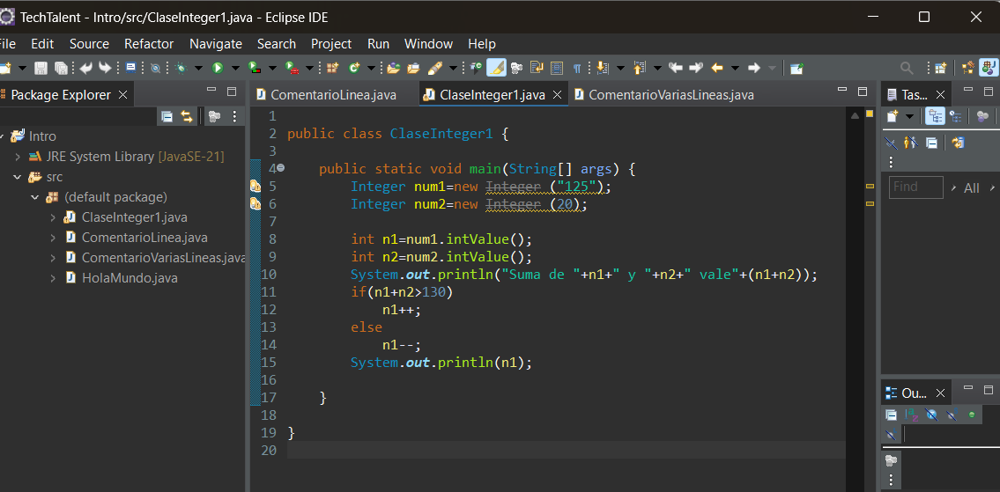 TechTalent - Intro/src/ClaseInteger1.java - Eclipse IDE
File Edit Source Refactor Navigate Search Project Run Window Help
Package Explorer
ComentarioLinea.java ClaseInteger1.java ComentarioVariasLineas.java
Tas...
Intro
JRE System Library [JavaSE-21]
src
(default package)
ClaseInteger1.java
ComentarioLinea.java
ComentarioVariasLineas.java
HolaMundo.java
1
2 public class ClaseInteger1 {
3
4 public static void main(String[] args) {
5 Integer num1=new Integer ("125");
6 Integer num2=new Integer (20);
7
8 int n1=num1.intValue();
9 int n2=num2.intValue();
10 System.out.println("Suma de "+n1+" y "+n2+" vale"+(n1+n2));
11 if(n1+n2>130)
12 n1++;
13 else
14 n1--;
15 System.out.println(n1);
16
17 }
18
19 }
20
Find All
Ou...